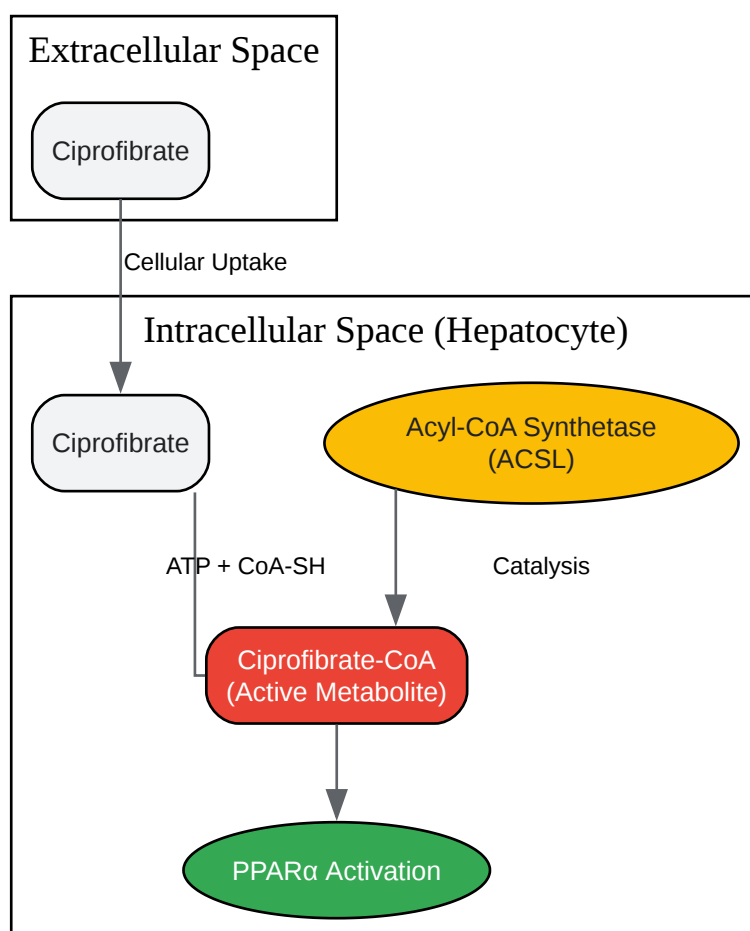 Extracellular Space
Ciprofibrate
Cellular Uptake
Intracellular Space (Hepatocyte)
Ciprofibrate
Acyl-CoA Synthetase
(ACSL)
ATP + CoA-SH
Catalysis
Ciprofibrate-CoA
(Active Metabolite)
PPARα Activation